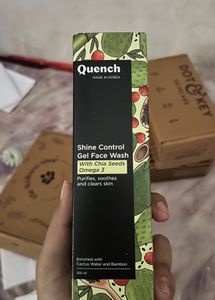 Quench
MADE IN KOREA
Shine Control
Gel Face Wash
With Chia Seeds
Omega 3
Purifies, soothes
and clears skin
Enriched with
Cactus Water and Bamboo
100 ml
DOT & KEY